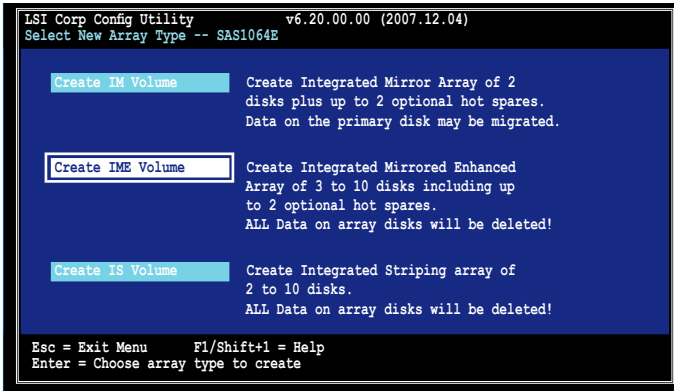 LSI Corp Config Utility v6.20.00.00 (2007.12.04)
Select New Array Type -- SAS1064E
Create IM Volume Create Integrated Mirror Array of 2
disks plus up to 2 optional hot spares.
Data on the primary disk may be migrated.
Create IME Volume Create Integrated Mirrored Enhanced
Array of 3 to 10 disks including up
to 2 optional hot spares.
ALL Data on array disks will be deleted!
Create IS Volume Create Integrated Striping array of
2 to 10 disks.
ALL Data on array disks will be deleted!
Esc = Exit Menu F1/Shift+1 = Help
Enter = Choose array type to create